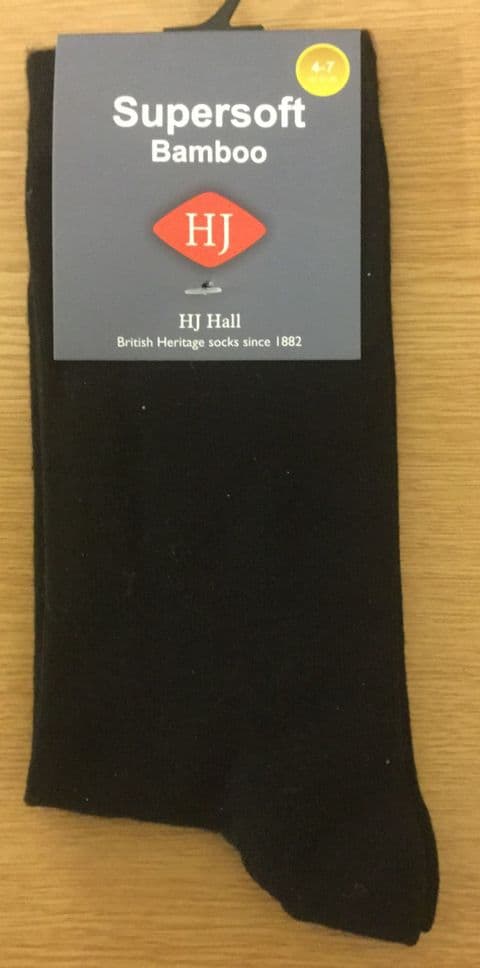 4-7
Supersoft
Bamboo
HJ
HJ Hall
British Heritage socks since 1882